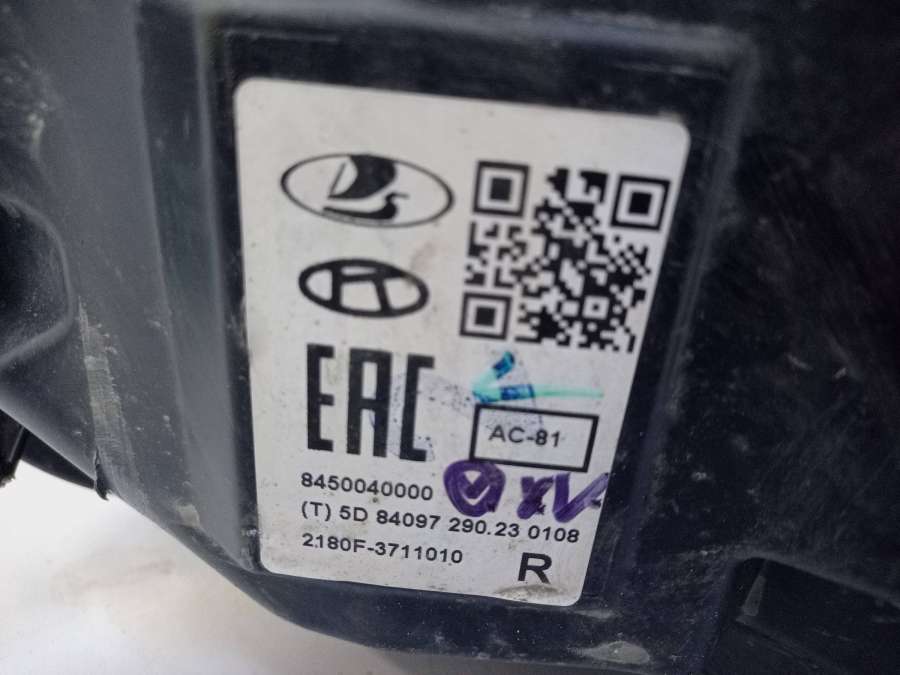 EAC
AC-81
8450040000
(T) 5D 84097 290.23 0108
2180F-3711010
R